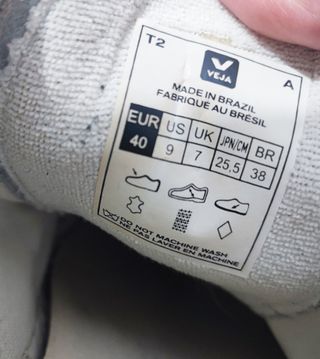 T2
VEJA
A
MADE IN BRAZIL
FABRIQUE AU BRÉSIL
EUR US UK JPN/CM BR
40 9 7 25,5 38
DO NOT MACHINE WASH
NE PAS LAVER EN MACHINE